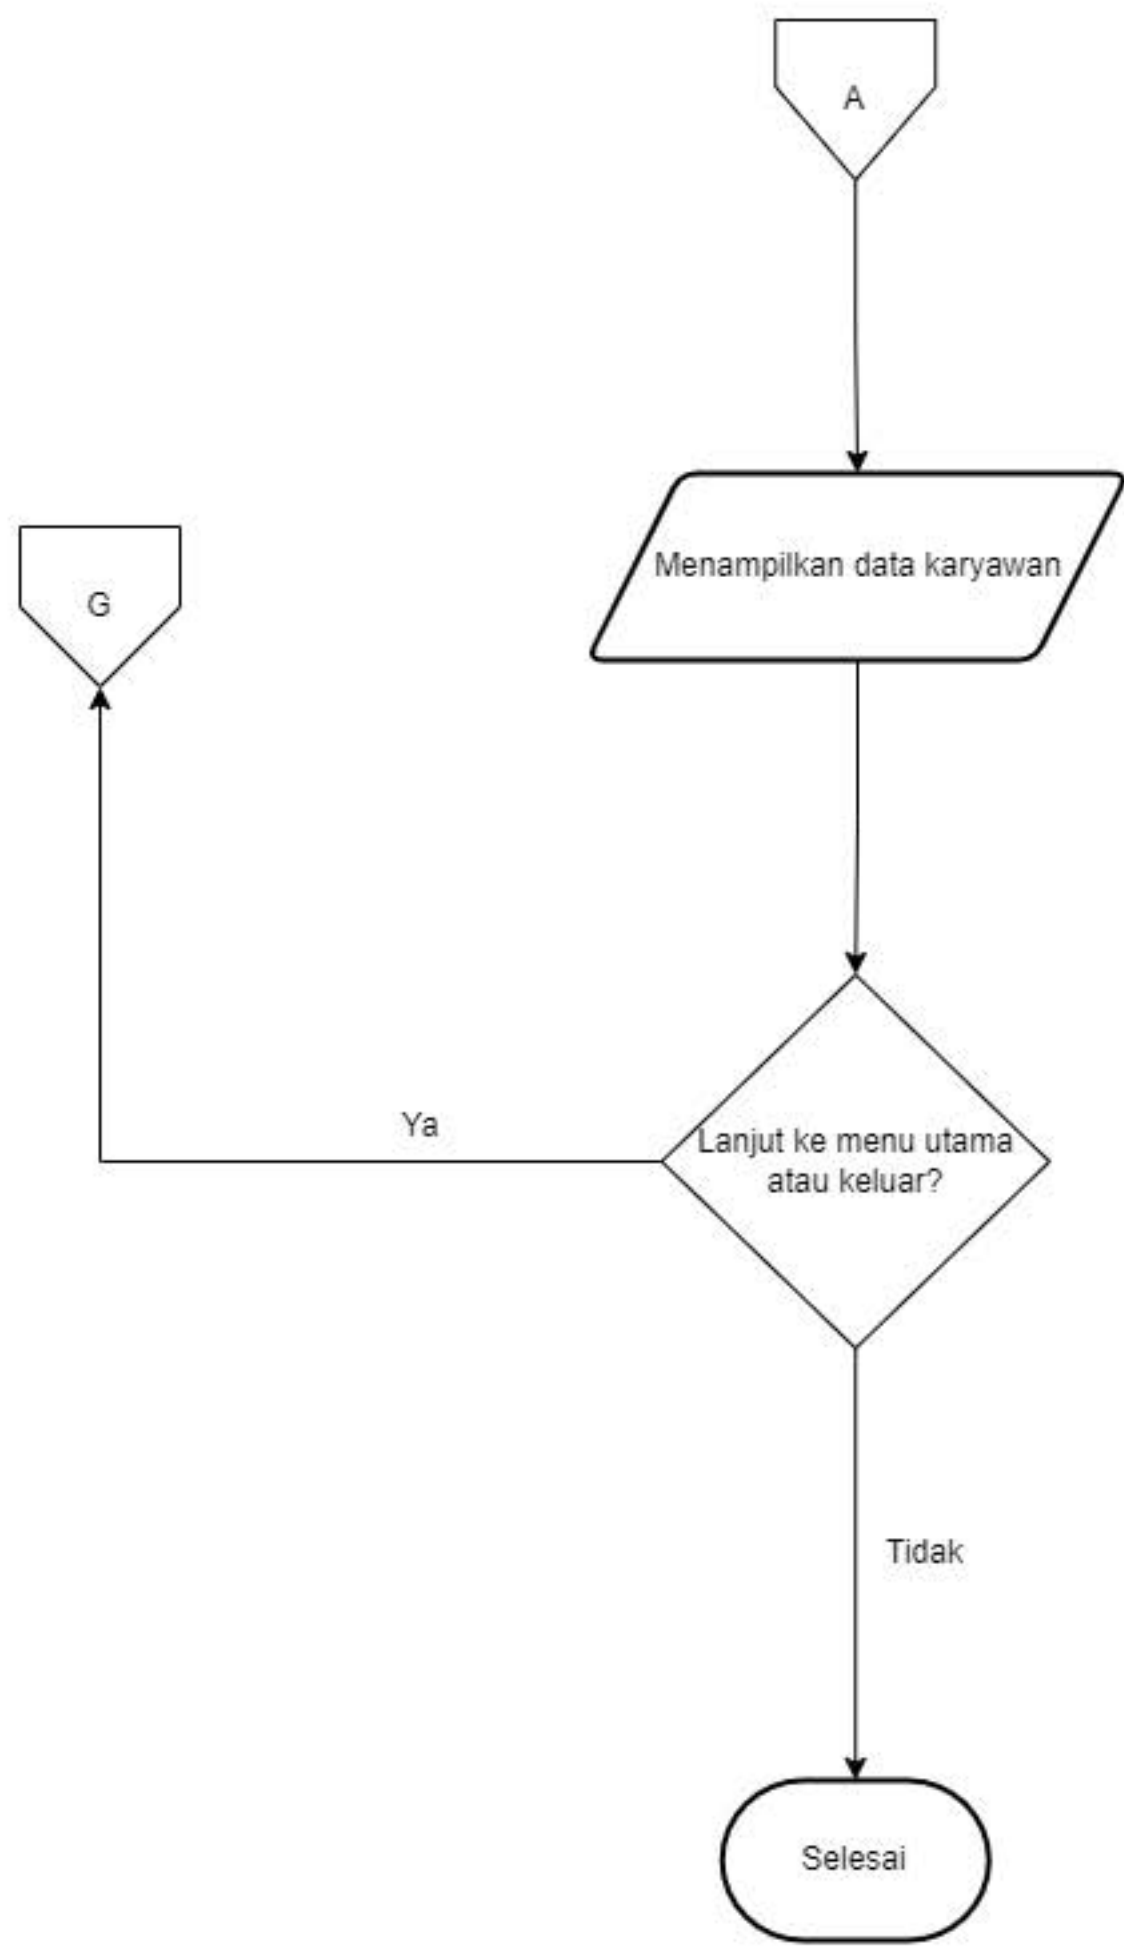 A
Menampilkan data karyawan
G
Ya
Lanjut ke menu utama
atau keluar?
Tidak
Selesai